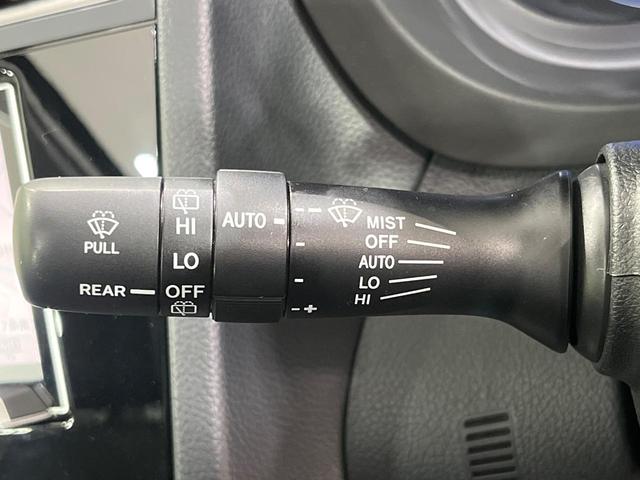 PULL
REAR
HI
LO
OFF
AUTO
--
-
-
-+
MIST
OFF
AUTO
LO
HI